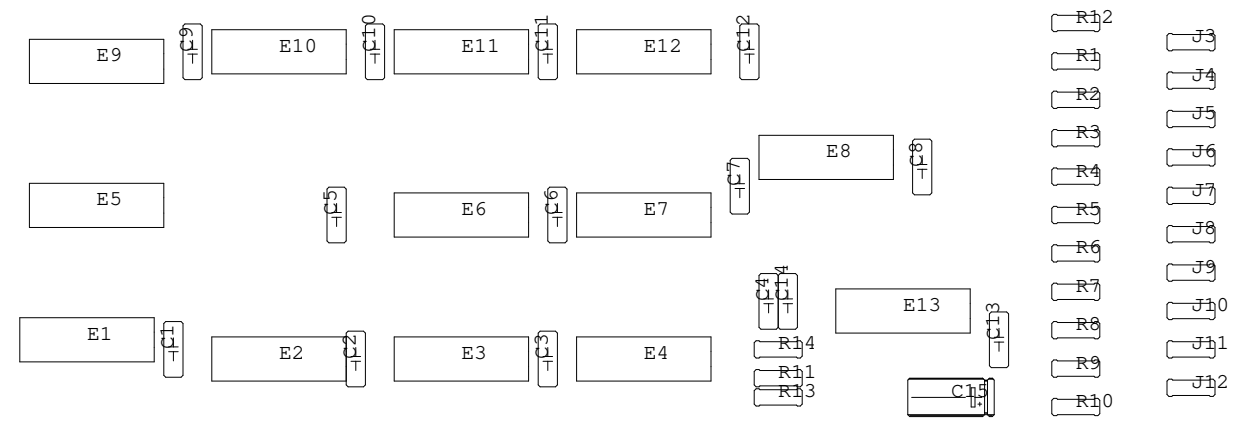 R12
C9 C10 C11 C12
J3
E9 E10 E11 E12
R1
J4
R2
J5
R3
E8 C8
J6
C7
R4
J7
E5 C5 E6 C6 E7
R5
J8
R6
J9
C4 C14
R7
E13 C13
J10
E1 C1
R8
E2 C2 E3 C3 E4
R14
J11
R9
R11
J12
R13
C15
+
R10